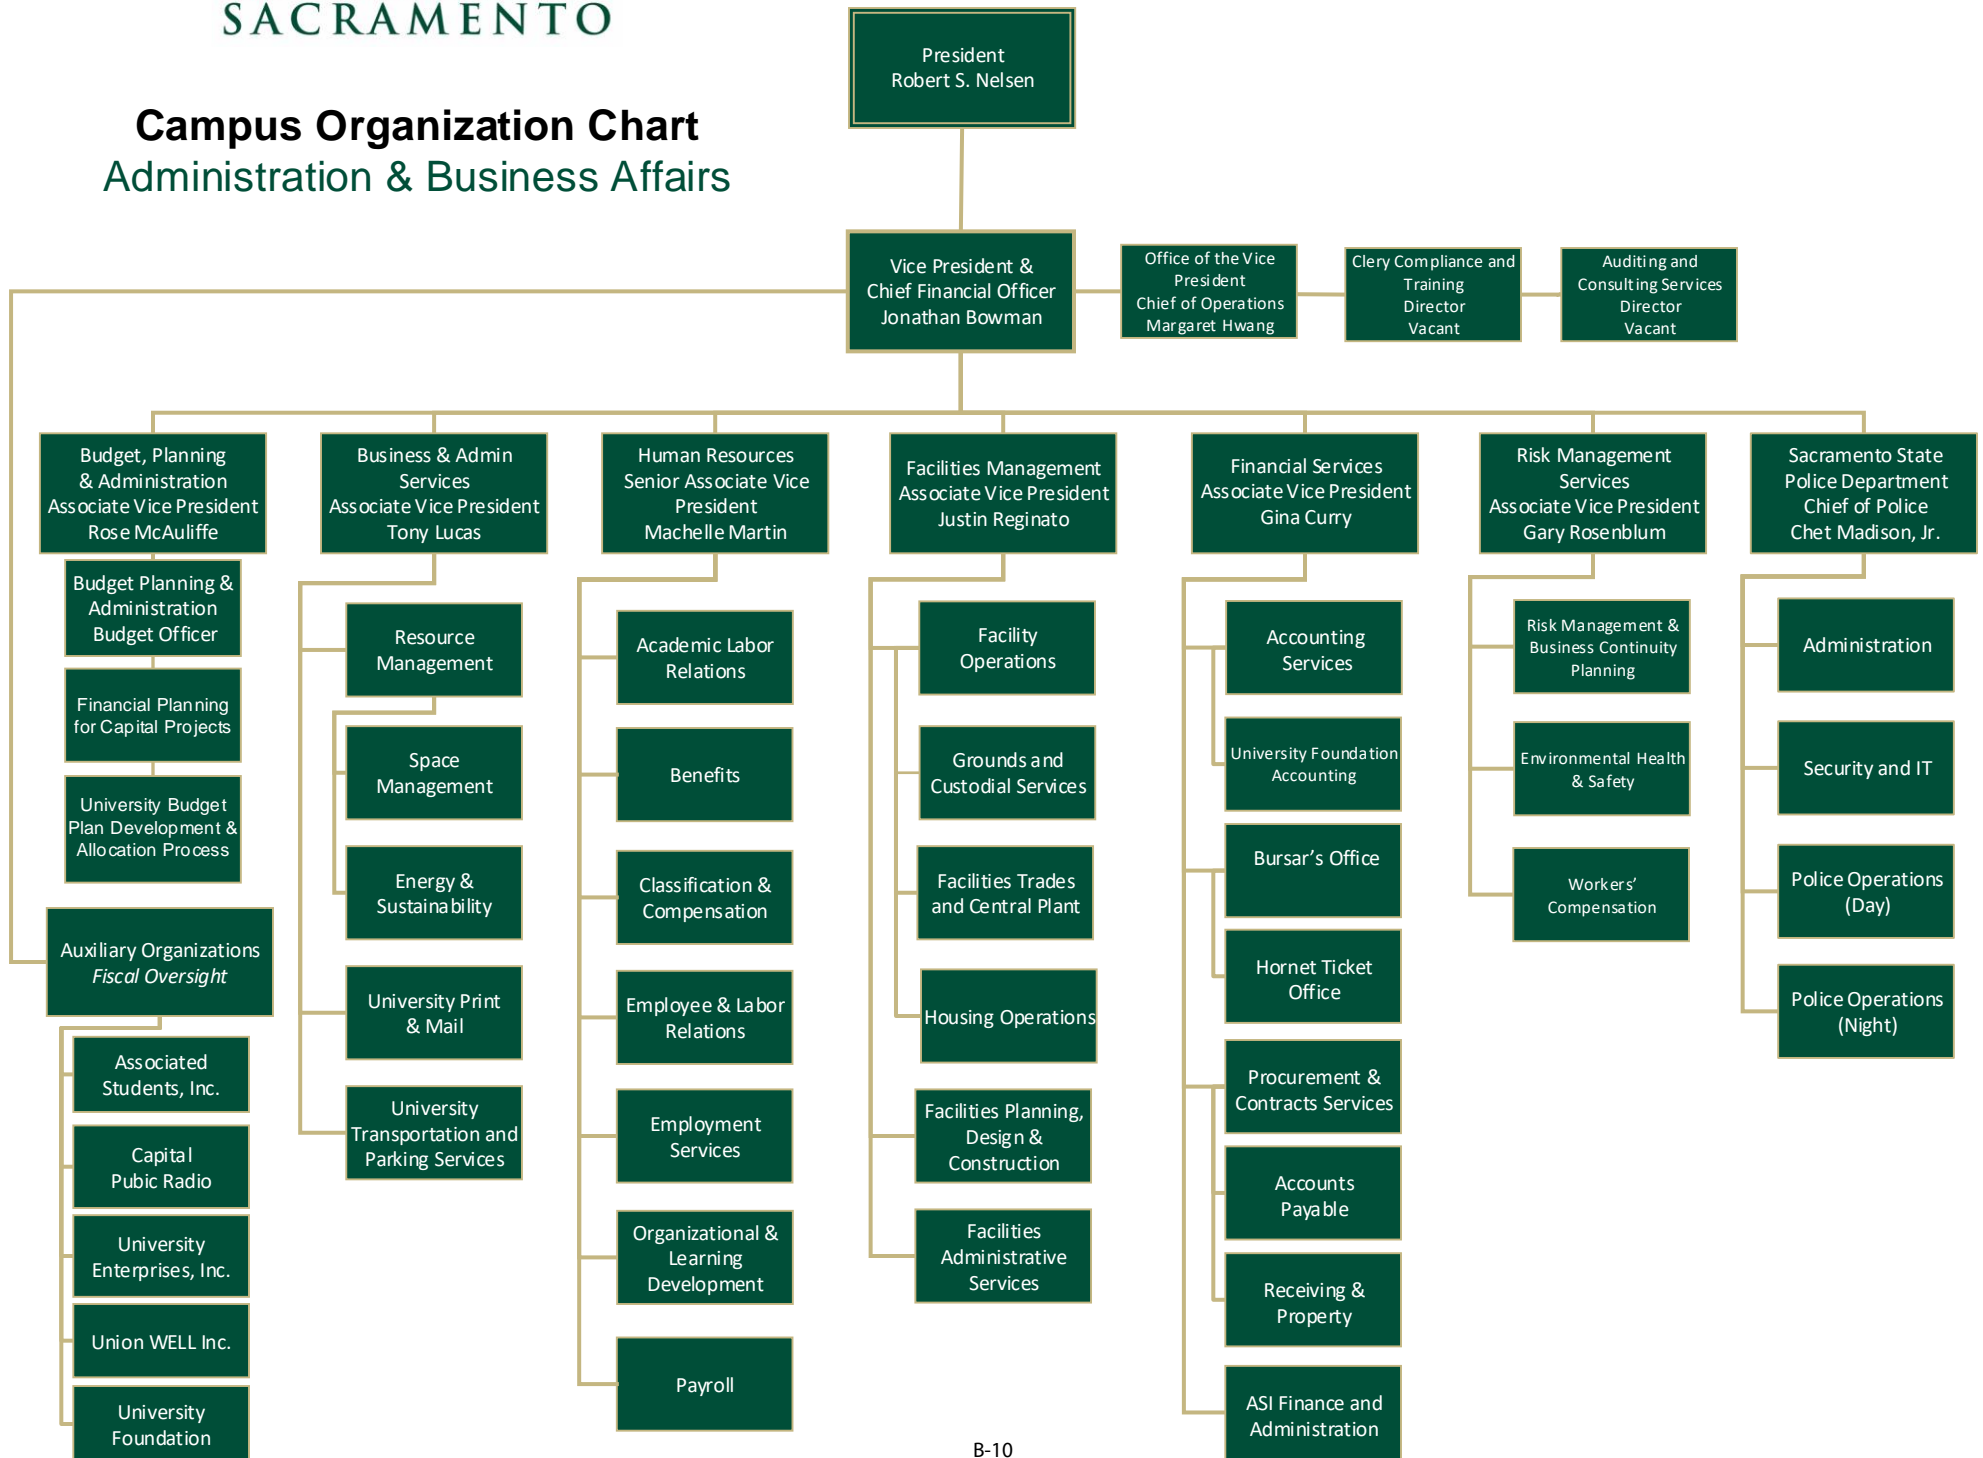 SACRAMENTO
Campus Organization Chart
Administration & Business Affairs
President
Robert S. Nelsen
Vice President &
Chief Financial Officer
Jonathan Bowman
Office of the Vice
President
Chief of Operations
Margaret Hwang
Clery Compliance and
Training
Director
Vacant
Auditing and
Consulting Services
Director
Vacant
Budget, Planning
& Administration
Associate Vice President
Rose McAuliffe
Budget Planning &
Administration
Budget Officer
Financial Planning
for Capital Projects
University Budget
Plan Development &
Allocation Process
Auxiliary Organizations
Fiscal Oversight
Associated
Students, Inc.
Capital
Pubic Radio
University
Enterprises, Inc.
Union WELL Inc.
University
Foundation
Business & Admin
Services
Associate Vice President
Tony Lucas
Resource
Management
Space
Management
Energy &
Sustainability
University Print
& Mail
University
Transportation and
Parking Services
Human Resources
Senior Associate Vice
President
Machelle Martin
Academic Labor
Relations
Benefits
Classification &
Compensation
Employee & Labor
Relations
Employment
Services
Organizational &
Learning
Development
Payroll
Facilities Management
Associate Vice President
Justin Reginato
Facility
Operations
Grounds and
Custodial Services
Facilities Trades
and Central Plant
Housing Operations
Facilities Planning,
Design &
Construction
Facilities
Administrative
Services
Financial Services
Associate Vice President
Gina Curry
Accounting
Services
University Foundation
Accounting
Bursar’s Office
Hornet Ticket
Office
Procurement &
Contracts Services
Accounts
Payable
Receiving &
Property
ASI Finance and
Administration
Risk Management
Services
Associate Vice President
Gary Rosenblum
Risk Management &
Business Continuity
Planning
Environmental Health
& Safety
Workers’
Compensation
Sacramento State
Police Department
Chief of Police
Chet Madison, Jr.
Administration
Security and IT
Police Operations
(Day)
Police Operations
(Night)
B-10